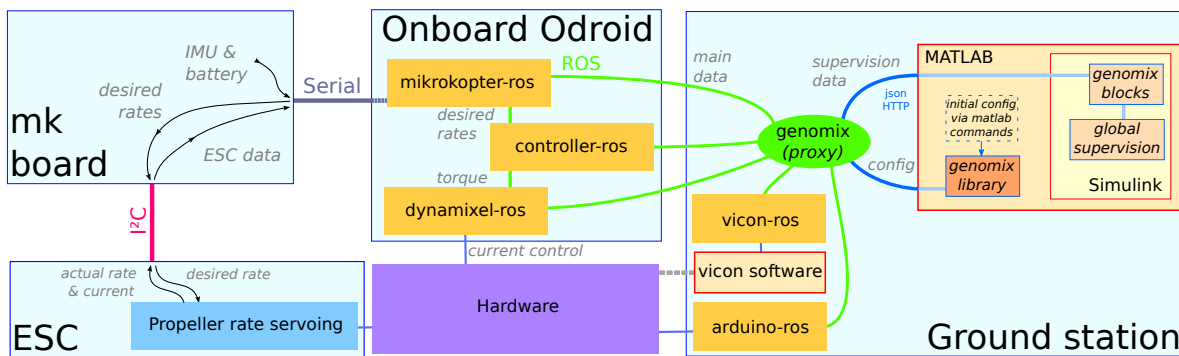 IMU &
battery
desired
rates
ESC data
mk
board
Serial
I²C
actual rate
& current
desired rate
Propeller rate servoing
ESC
Onboard Odroid
ROS
mikrokopter-ros
desired
rates
controller-ros
torque
dynamixel-ros
current control
Hardware
main
data
supervision
data
json
HTTP
genomix
(proxy)
config
vicon-ros
vicon software
arduino-ros
Ground station
MATLAB
initial config
via matlab
commands
genomix
library
genomix
blocks
global
supervision
Simulink